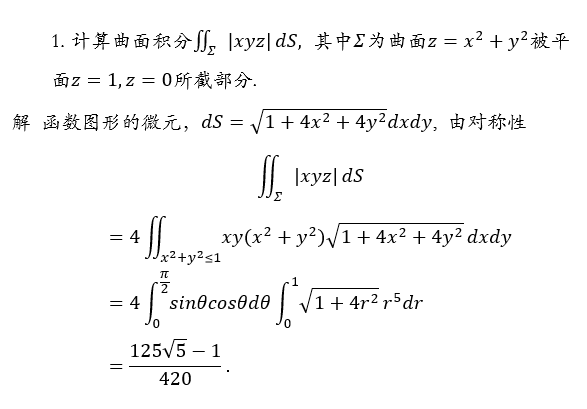 1. 计算曲面积分∬_Σ |xyz| dS, 其中Σ为曲面z = x² + y²被平
面z = 1, z = 0所截部分.
解 函数图形的微元, dS = √(1 + 4x² + 4y²)dxdy, 由对称性
∬_Σ |xyz| dS
= 4 ∬_{x²+y²≤1} xy(x² + y²)√(1 + 4x² + 4y²) dxdy
= 4 ∫_0^{π/2} sinθcosθdθ ∫_0^1 √(1 + 4r²) r⁵dr
= (125√5 − 1)/420 .